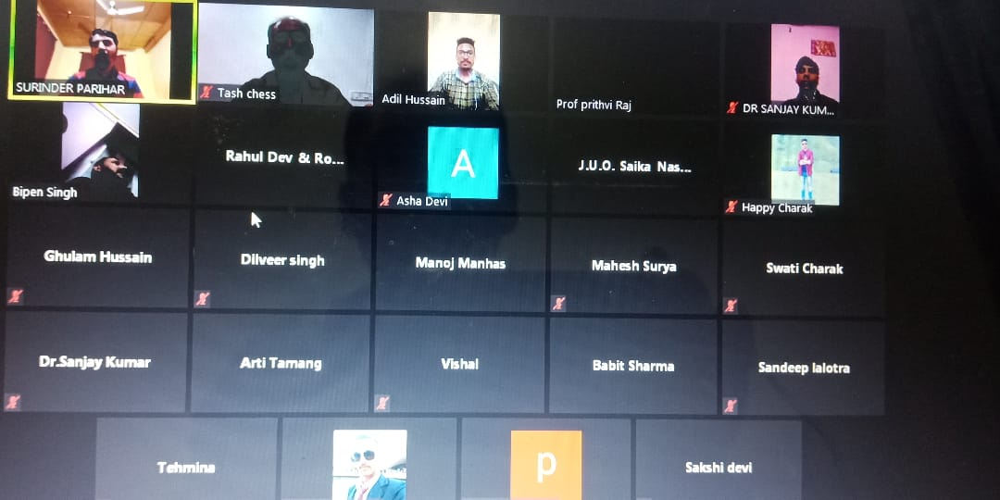 SURINDER PARIHAR
Tash chess
Adil Hussain
Prof prithvi Raj
DR SANJAY KUM...
Bipen Singh
Rahul Dev & Ro...
A
Asha Devi
J.U.O. Saika Nas...
Happy Charak
Ghulam Hussain
Dilveer singh
Manoj Manhas
Mahesh Surya
Swati Charak
Dr.Sanjay Kumar
Arti Tamang
Vishal
Babit Sharma
Sandeep lalotra
Tehmina
p
Sakshi devi